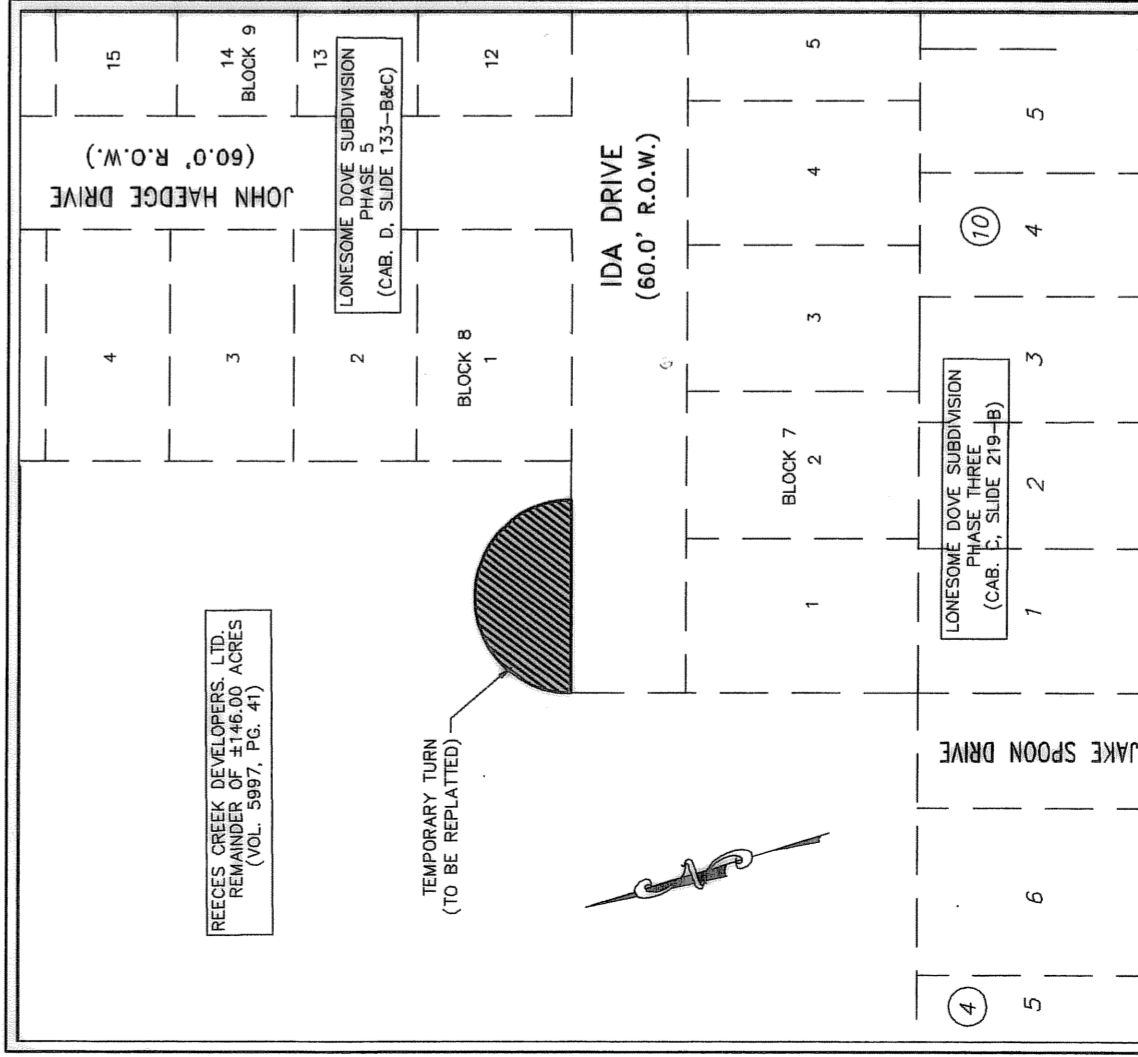 15
14
BLOCK 9
13
12
JOHN HAEDGE DRIVE
(60.0' R.O.W.)
LONESOME DOVE SUBDIVISION
PHASE 5
(CAB. D, SLIDE 133-B&C)
4
3
2
BLOCK 8
1
IDA DRIVE
(60.0' R.O.W.)
5
4
3
BLOCK 7
2
1
REECES CREEK DEVELOPERS. LTD.
REMAINDER OF ±146.00 ACRES
(VOL. 5997, PG. 41)
TEMPORARY TURN
(TO BE REPLATTED)
N
LONESOME DOVE SUBDIVISION
PHASE THREE
(CAB. C, SLIDE 219-B)
10
5
4
3
2
1
JAKE SPOON DRIVE
6
4
5